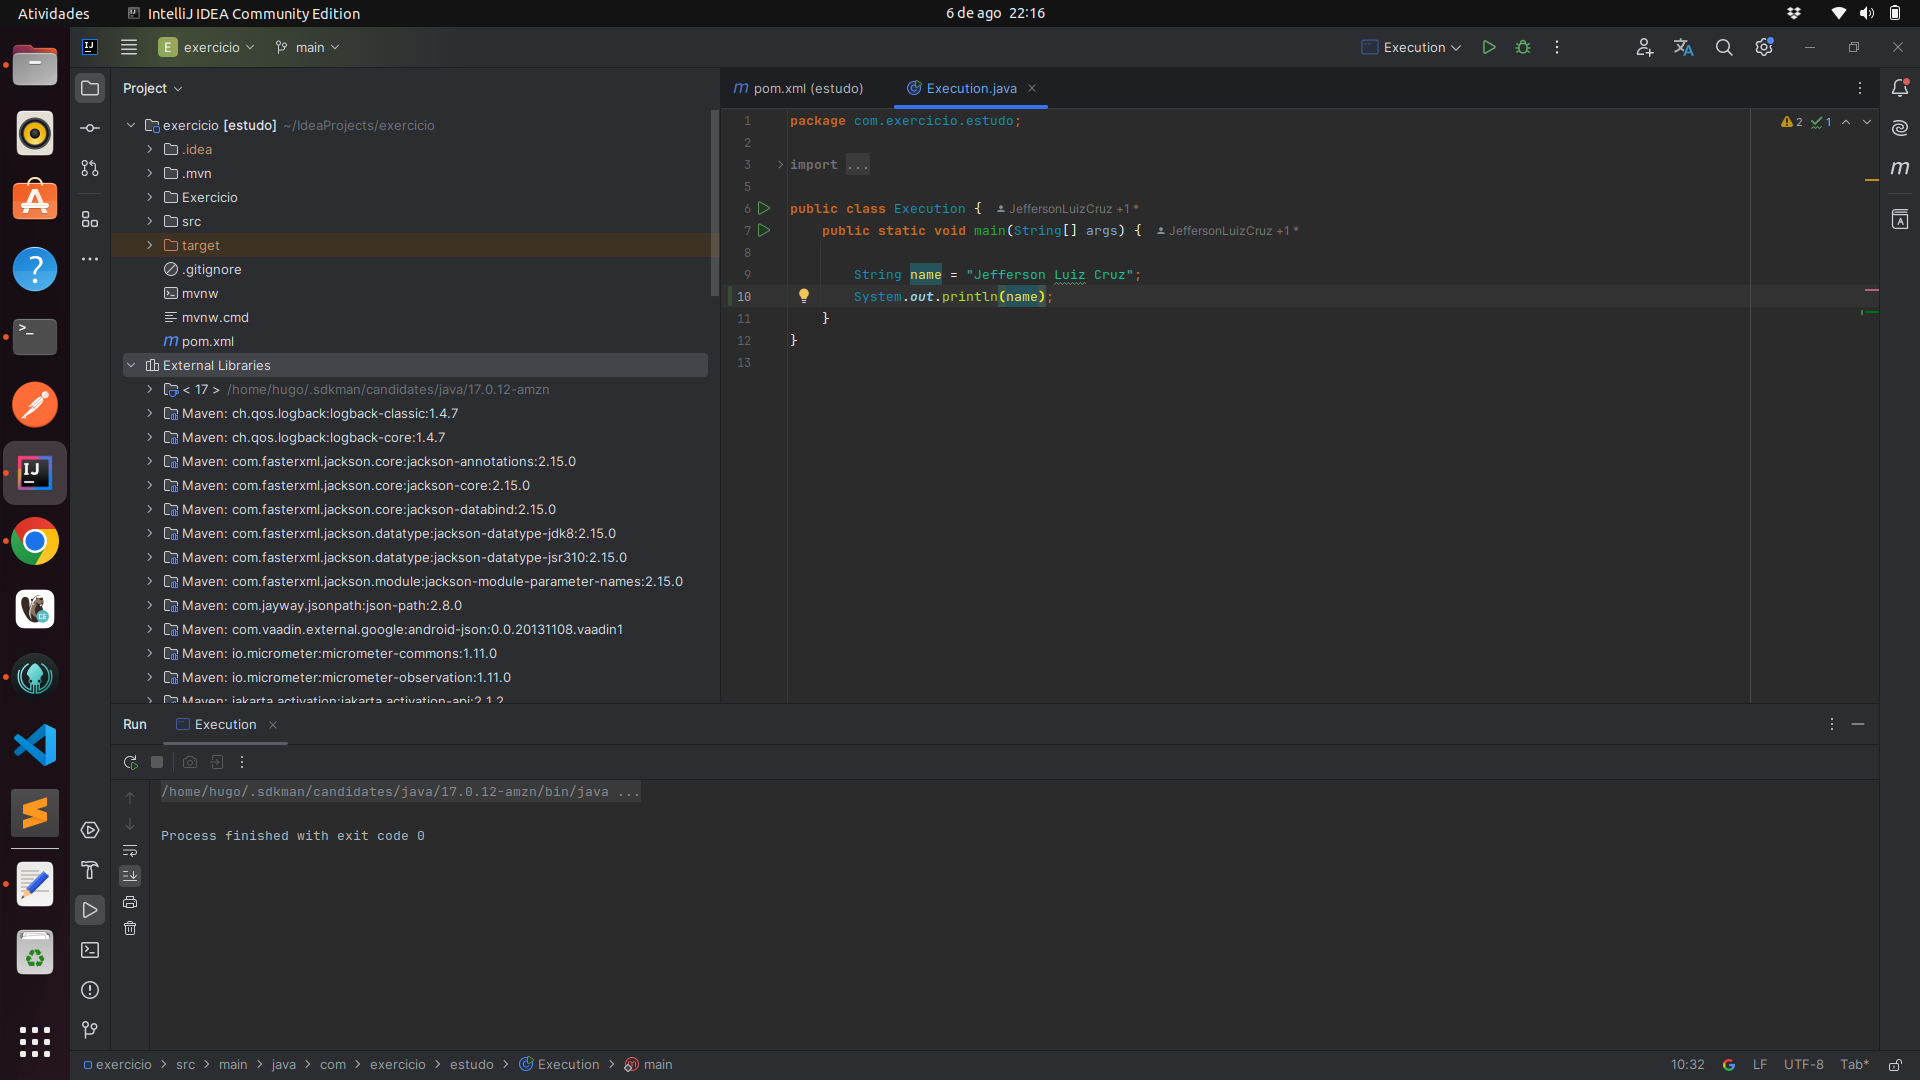 Atividades
IntelliJ IDEA Community Edition
6 de ago 22:16
E exercicio
main
Execution
Project
pom.xml (estudo)
Execution.java
exercicio [estudo] ~/IdeaProjects/exercicio
.idea
.mvn
Exercicio
src
target
.gitignore
mvnw
mvnw.cmd
pom.xml
External Libraries
< 17 > /home/hugo/.sdkman/candidates/java/17.0.12-amzn
Maven: ch.qos.logback:logback-classic:1.4.7
Maven: ch.qos.logback:logback-core:1.4.7
Maven: com.fasterxml.jackson.core:jackson-annotations:2.15.0
Maven: com.fasterxml.jackson.core:jackson-core:2.15.0
Maven: com.fasterxml.jackson.core:jackson-databind:2.15.0
Maven: com.fasterxml.jackson.datatype:jackson-datatype-jdk8:2.15.0
Maven: com.fasterxml.jackson.datatype:jackson-datatype-jsr310:2.15.0
Maven: com.fasterxml.jackson.module:jackson-module-parameter-names:2.15.0
Maven: com.jayway.jsonpath:json-path:2.8.0
Maven: com.vaadin.external.google:android-json:0.0.20131108.vaadin1
Maven: io.micrometer:micrometer-commons:1.11.0
Maven: io.micrometer:micrometer-observation:1.11.0
Maven: jakarta.activation:jakarta.activation-api:2.1.2
1 package com.exercicio.estudo;
2
3 import ...
5
6 public class Execution { JeffersonLuizCruz +1 *
7 public static void main(String[] args) { JeffersonLuizCruz +1 *
8
9 String name = "Jefferson Luiz Cruz";
10 System.out.println(name);
11 }
12 }
13
2 1
Run
Execution
/home/hugo/.sdkman/candidates/java/17.0.12-amzn/bin/java ...
Process finished with exit code 0
exercicio > src > main > java > com > exercicio > estudo > Execution > main
10:32
LF
UTF-8
Tab*